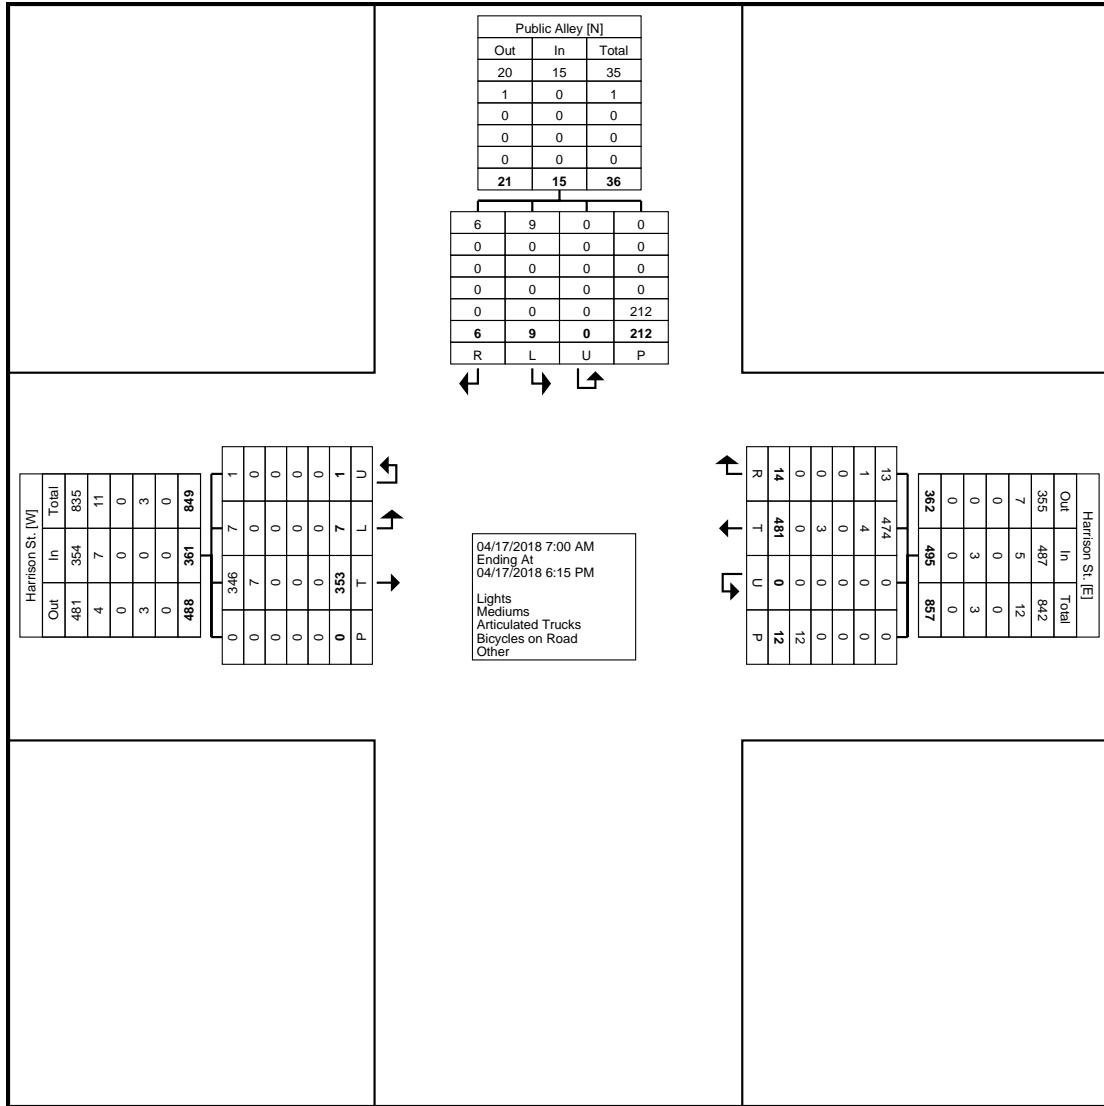 Public Alley [N]
Out In Total
20 15 35
1 0 1
0 0 0
0 0 0
0 0 0
21 15 36
6 9 0 0
0 0 0 0
0 0 0 0
0 0 0 0
0 0 0 212
6 9 0 212
R L U P
Harrison St. [W]
Out In Total
481 354 835
4 7 11
0 0 0
3 0 3
0 0 0
488 361 849
0 346 7 1
0 7 0 0
0 0 0 0
0 0 0 0
0 0 0 0
0 353 7 1
P T L U
04/17/2018 7:00 AM
Ending At
04/17/2018 6:15 PM
Lights
Mediums
Articulated Trucks
Bicycles on Road
Other
Harrison St. [E]
Out In Total
355 487 842
7 5 12
0 0 0
0 3 3
0 0 0
362 495 857
13 474 0 0
1 4 0 0
0 0 0 0
0 3 0 0
0 0 0 12
14 481 0 12
R T U P